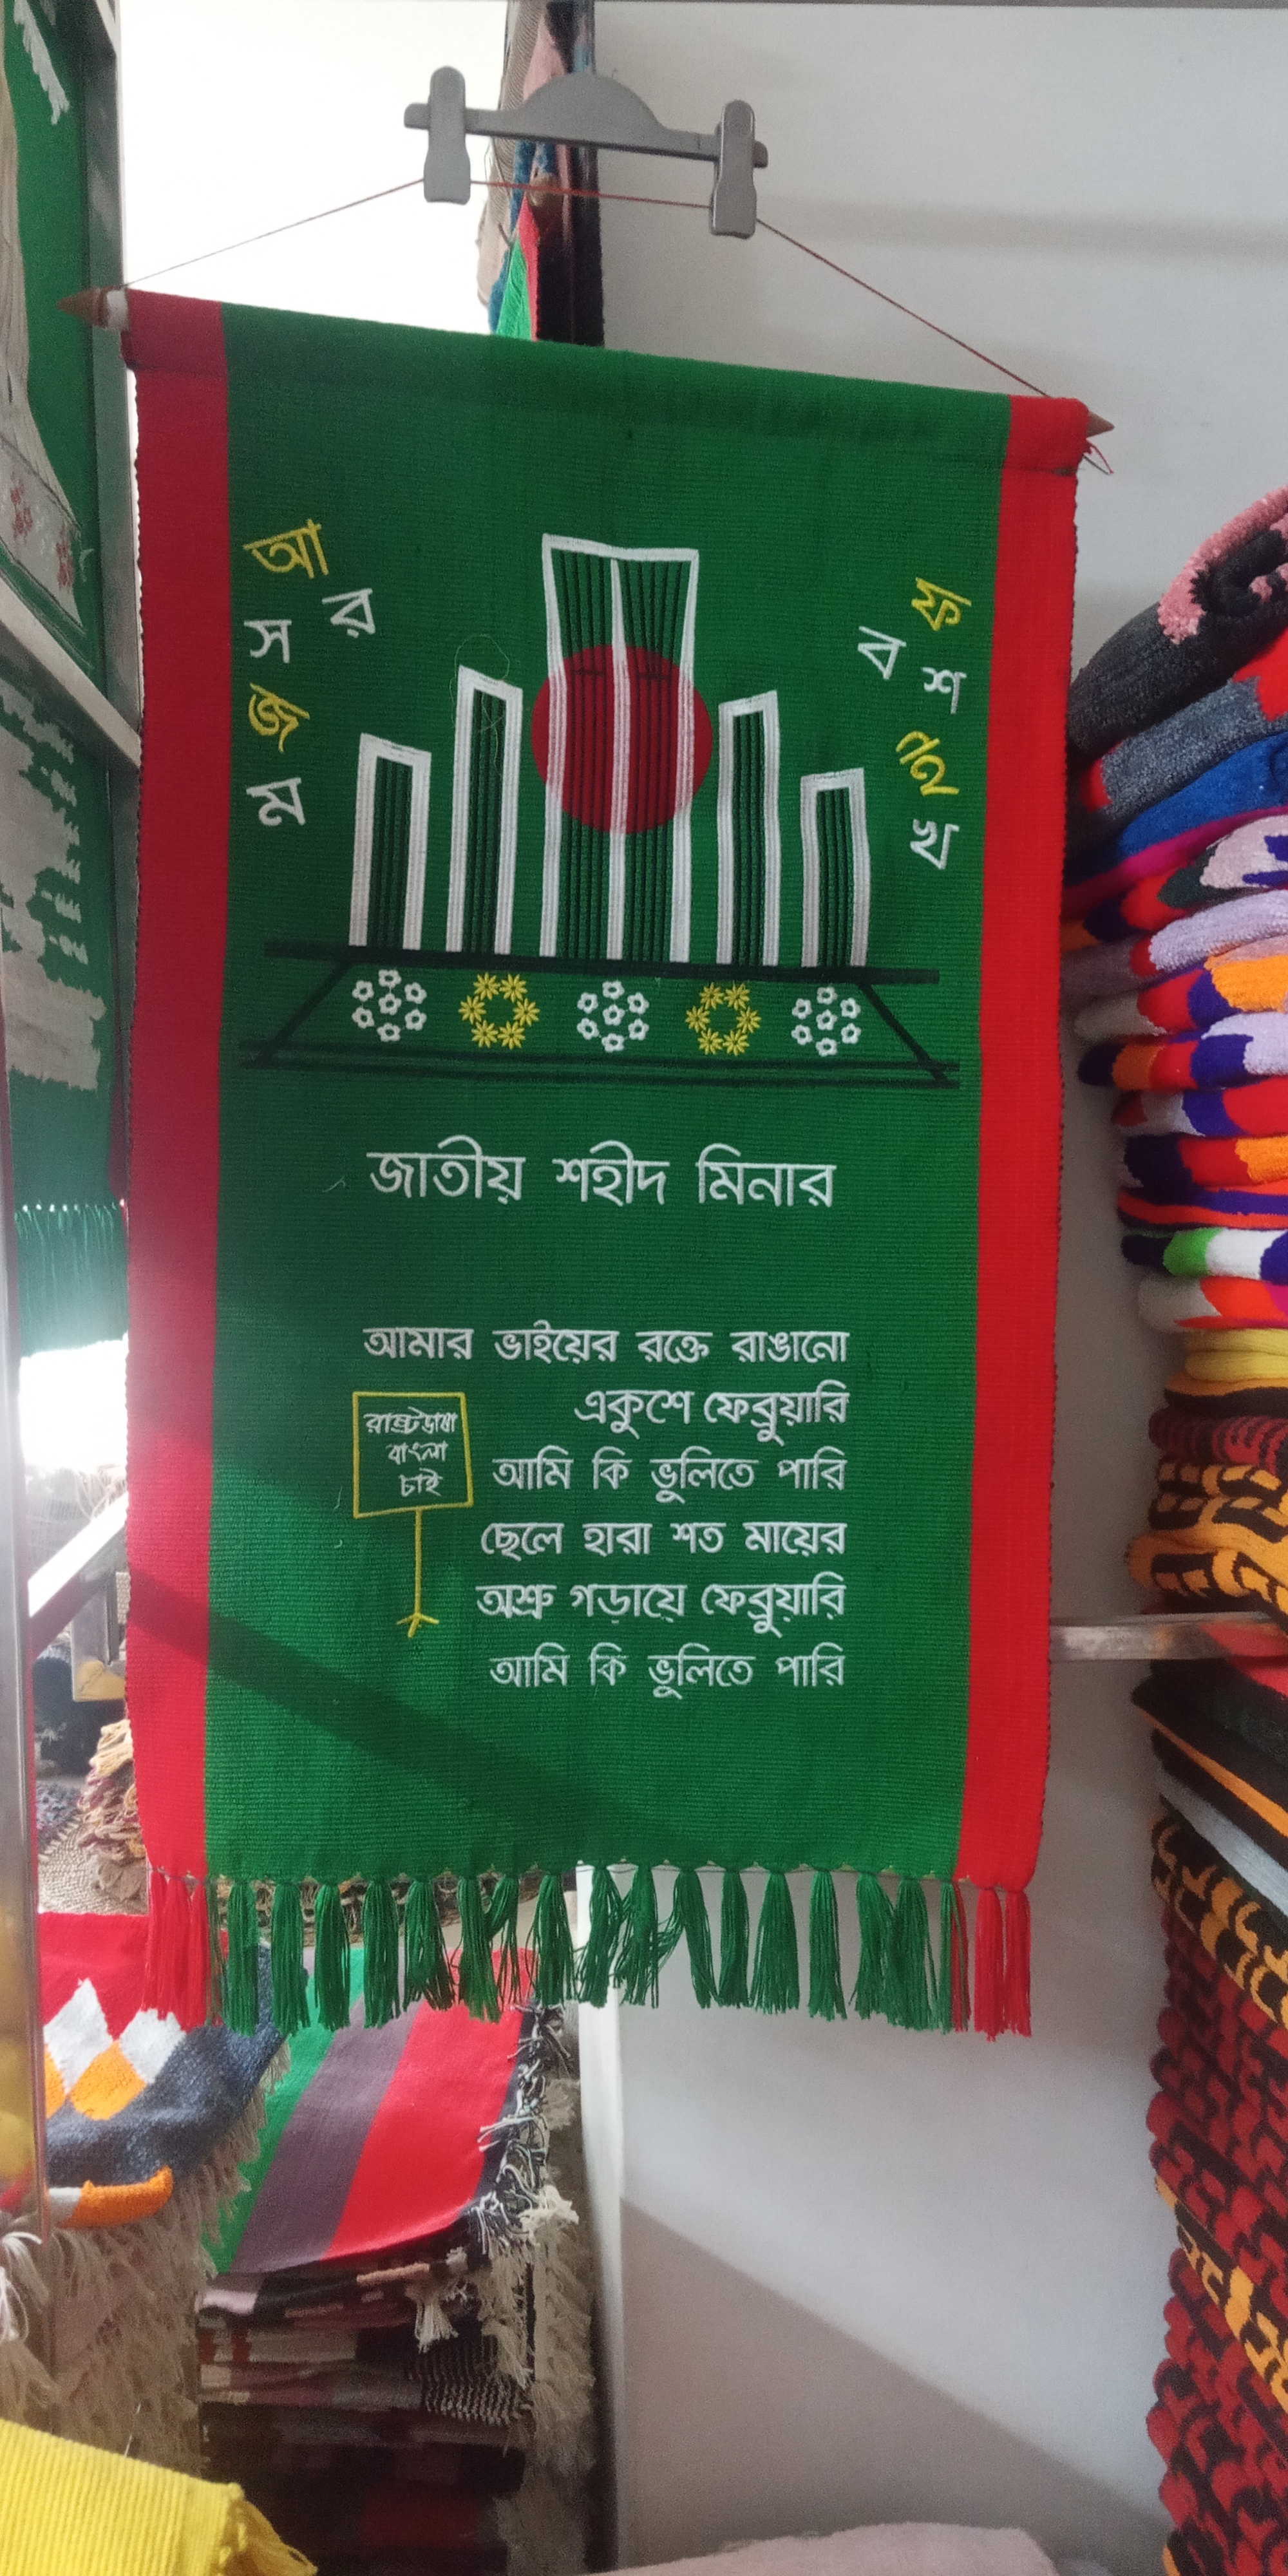 আ
র
স
জ
ম
ফ
ব
শ
ই
খ
জাতীয় শহীদ মিনার
আমার ভাইয়ের রক্তে রাঙানো
একুশে ফেব্রুয়ারি
আমি কি ভুলিতে পারি
ছেলে হারা শত মায়ের
অশ্রু গড়ায়ে ফেব্রুয়ারি
আমি কি ভুলিতে পারি
রাষ্ট্রভাষা
বাংলা
চাই